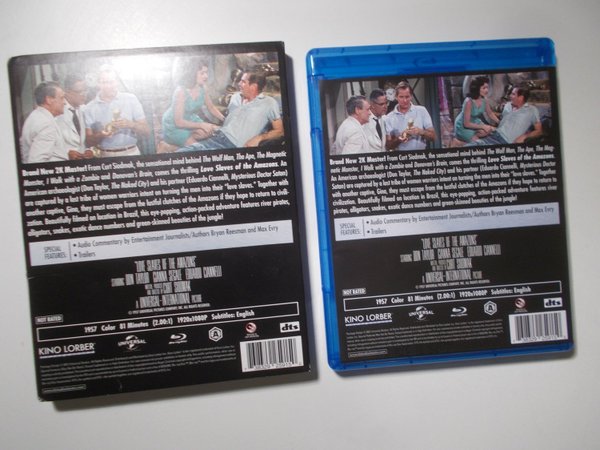 Brand New 2K Master! From Curt Siodmak, the sensational mind behind The Wolf Man, The Ape, The Magnetic
Monster, I Walk with a Zombie and Donovan's Brain, comes the thrilling Love Slaves of the Amazons. An
American archaeologist (Don Taylor, The Naked City) and his partner (Eduardo Ciannelli, Mysterious Doctor Satan)
are captured by a lost tribe of women warriors intent on turning the men into their "love slaves." Together
with another captive, Gina, they must escape from the lustful clutches of the Amazons if they hope to return to
civilization. Beautifully filmed on location in Brazil, this eye-popping, action-packed adventure features river
pirates, alligators, snakes, exotic dance numbers and green-skinned beauties of the jungle!
SPECIAL
FEATURES:
• Audio Commentary by Entertainment Journalists/Authors Bryan Reesman and Max Evry
• Trailers
"LOVE SLAVES OF THE AMAZONS"
DON TAYLOR GIANNA SEGALE EDUARDO CIANNELLI
CURT SIODMAK
A UNIVERSAL-INTERNATIONAL PICTURE
NOT RATED
1957 Color 81 Minutes (2.00:1) 1920x1080P Subtitles: English
KINO LORBER
UNIVERSAL
Blu-ray Disc
A
dts
Brand New 2K Master! From Curt Siodmak, the sensational mind behind The Wolf Man, The Ape, The Magnetic
Monster, I Walk with a Zombie and Donovan's Brain, comes the thrilling Love Slaves of the Amazons.
An American archaeologist (Don Taylor, The Naked City) and his partner (Eduardo Ciannelli, Mysterious Doctor Satan)
are captured by a lost tribe of women warriors intent on turning the men into their "love slaves." Together
with another captive, Gina, they must escape from the lustful clutches of the Amazons if they hope to return to
civilization. Beautifully filmed on location in Brazil, this eye-popping, action-packed adventure features river
pirates, alligators, snakes, exotic dance numbers and green-skinned beauties of the jungle!
SPECIAL
FEATURES:
• Audio Commentary by Entertainment Journalists/Authors Bryan Reesman and Max Evry
• Trailers
"LOVE SLAVES OF THE AMAZONS"
DON TAYLOR GIANNA SEGALE EDUARDO CIANNELLI
CURT SIODMAK
A UNIVERSAL-INTERNATIONAL PICTURE
NOT RATED
1957 Color 81 Minutes (2.00:1) 1920x1080P Subtitles: English
KINO LORBER
UNIVERSAL
Blu-ray Disc
A
dts